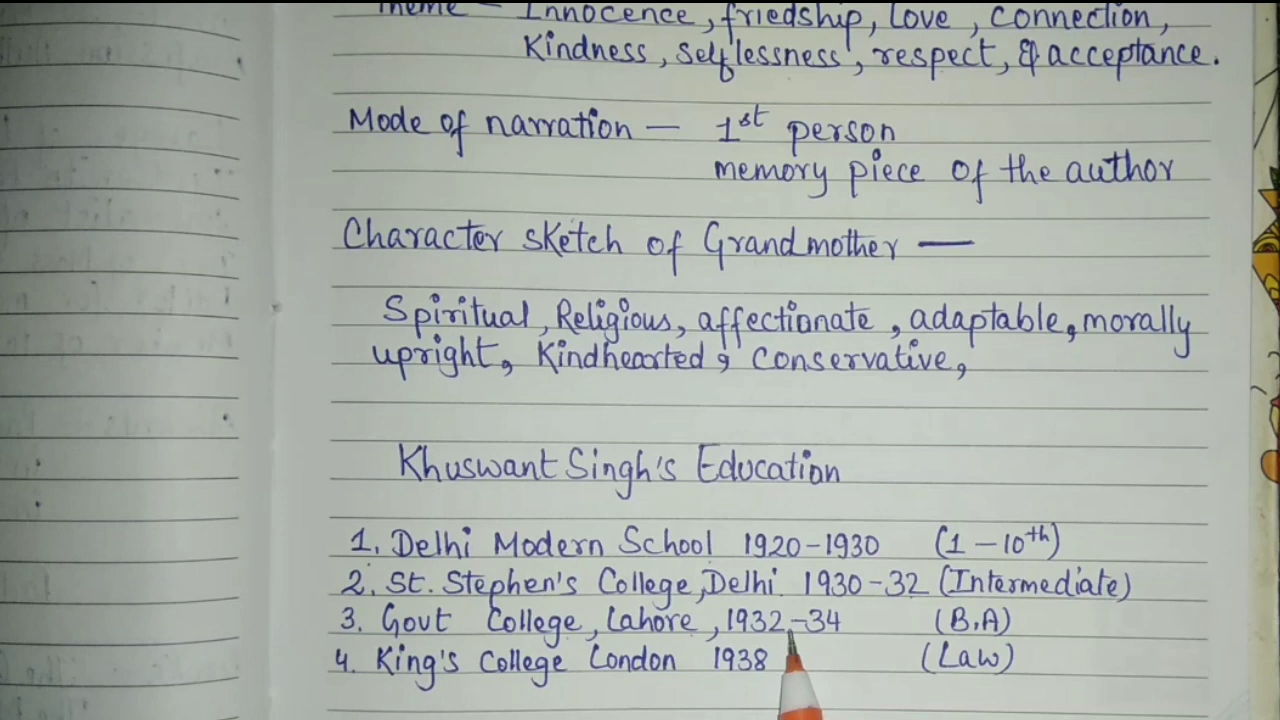 Theme - Innocence, friedship, Love, connection,
Kindness, selflessness, respect, & acceptance.
Mode of narration — 1st person
memory piece of the author
Character sketch of Grandmother —
Spiritual, Religious, affectionate, adaptable, morally
upright, Kindhearted, conservative,
Khuswant Singh's Education
1. Delhi Modern School 1920-1930 (1-10th)
2. St. Stephen's College, Delhi 1930-32 (Intermediate)
3. Govt College, Lahore, 1932-34 (B.A)
4. King's College London 1938 (Law)